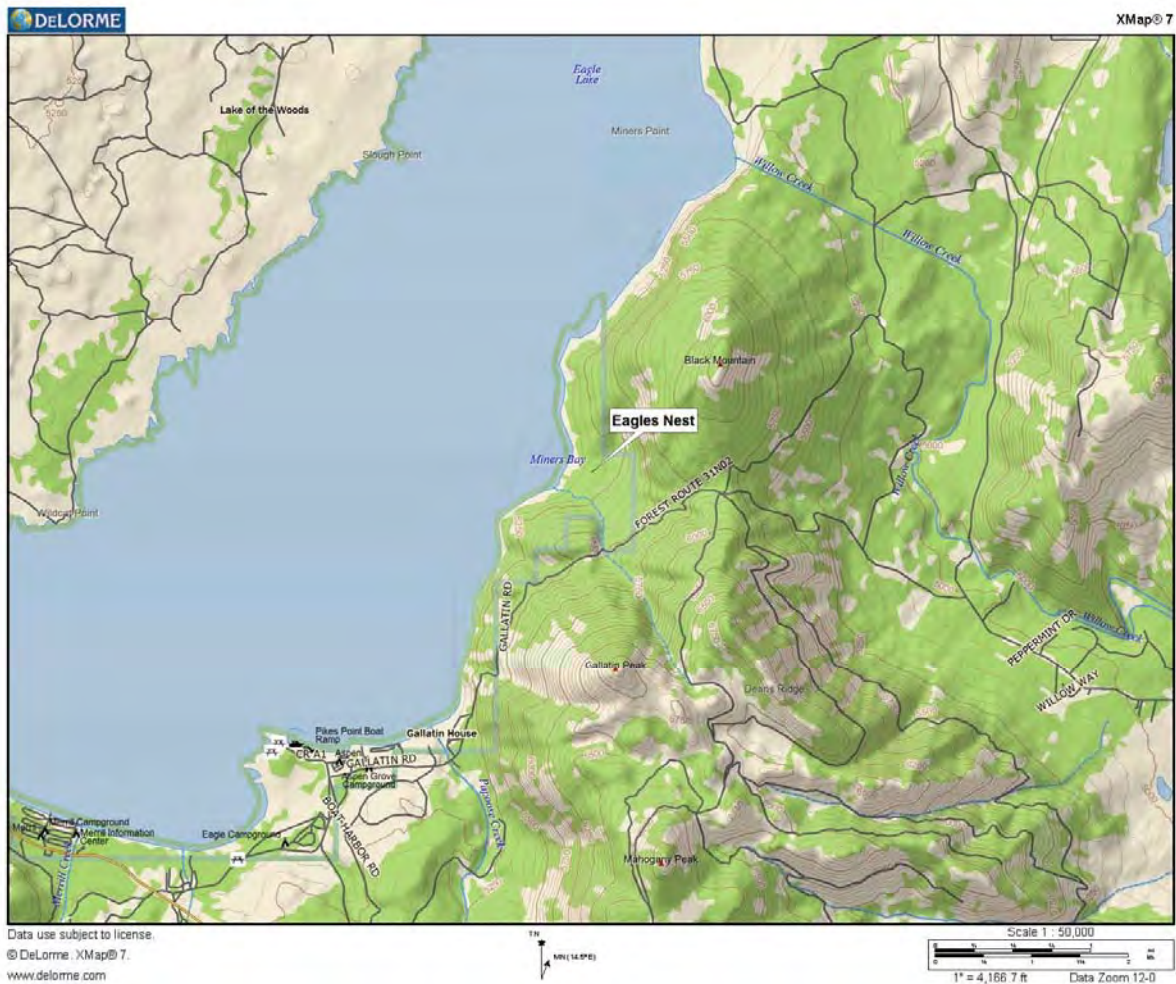 DELORME
XMap® 7
Eagle
Lake
Lake of the Woods
Miners Point
Slough Point
Willow Creek
Willow Creek
Black Mountain
Eagles Nest
Miners Bay
FOREST ROUTE 31N02
Willow Creek
Wildcat Point
GALLATIN RD
Willow Creek
PEPPERMINT DR
WILLOW WAY
Gallatin Peak
Deans Ridge
Pikes Point Boat
Ramp
Gallatin House
CR A1
Aspen
GALLATIN RD
Aspen Grove
Campground
Papoose Creek
BOAT HARBOR RD
Merrill Campground
Merrill Information
Center
Eagle Campground
Merrill Creek
Mahogany Peak
Data use subject to license.
© DeLorme. XMap® 7.
www.delorme.com
TN
MN (14.5°E)
Scale 1 : 50,000
1" = 4,166.7 ft
Data Zoom 12-0